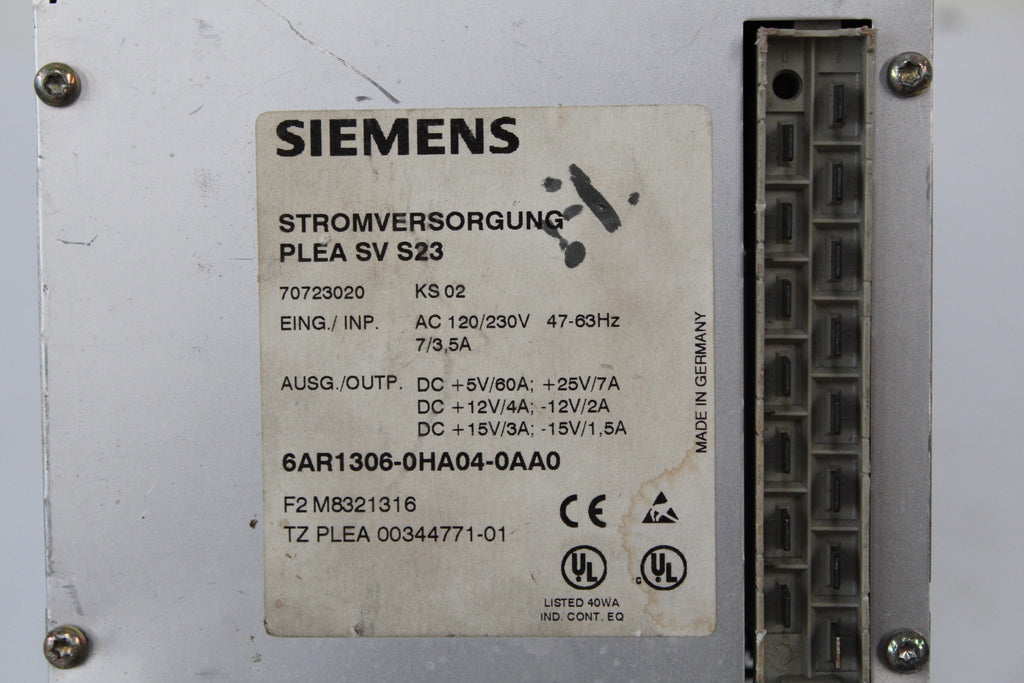 SIEMENS
STROMVERSORGUNG
PLEA SV S23
70723020 KS 02
EING./ INP. AC 120/230V 47-63Hz
7/3,5A
AUSG./OUTP. DC +5V/60A; +25V/7A
DC +12V/4A; -12V/2A
DC +15V/3A; -15V/1,5A
6AR1306-0HA04-0AA0
F2 M8321316
TZ PLEA 00344771-01
CE
UL
c UL
LISTED 40WA
IND. CONT. EQ
MADE IN GERMANY